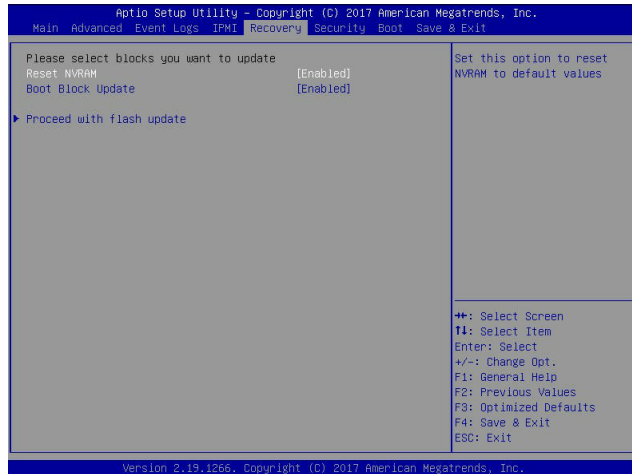 Aptio Setup Utility – Copyright (C) 2017 American Megatrends, Inc.
Main Advanced Event Logs IPMI Recovery Security Boot Save & Exit
Please select blocks you want to update
Reset NVRAM [Enabled]
Boot Block Update [Enabled]
Proceed with flash update
Set this option to reset
NVRAM to default values
→←: Select Screen
↑↓: Select Item
Enter: Select
+/-: Change Opt.
F1: General Help
F2: Previous Values
F3: Optimized Defaults
F4: Save & Exit
ESC: Exit
Version 2.19.1266. Copyright (C) 2017 American Megatrends, Inc.